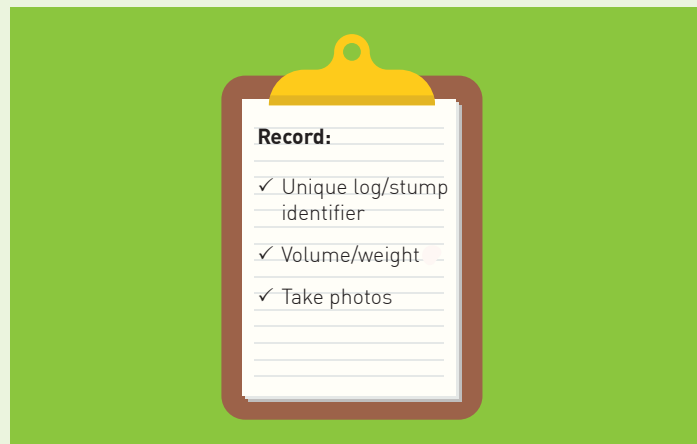 Record:
✓ Unique log/stump
identifier
✓ Volume/weight
✓ Take photos